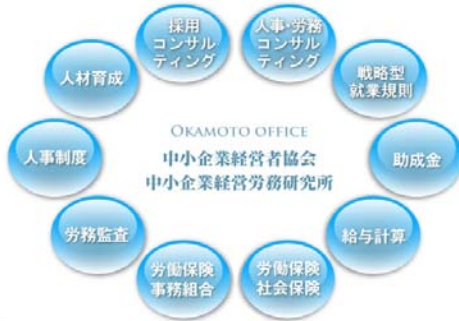 採用
コンサル
ティング
人事・労務
コンサル
ティング
戦略型
就業規則
助成金
給与計算
労働保険
社会保険
労働保険
事務組合
労務監査
人事制度
人材育成
OKAMOTO OFFICE
中小企業経営者協会
中小企業経営労務研究所